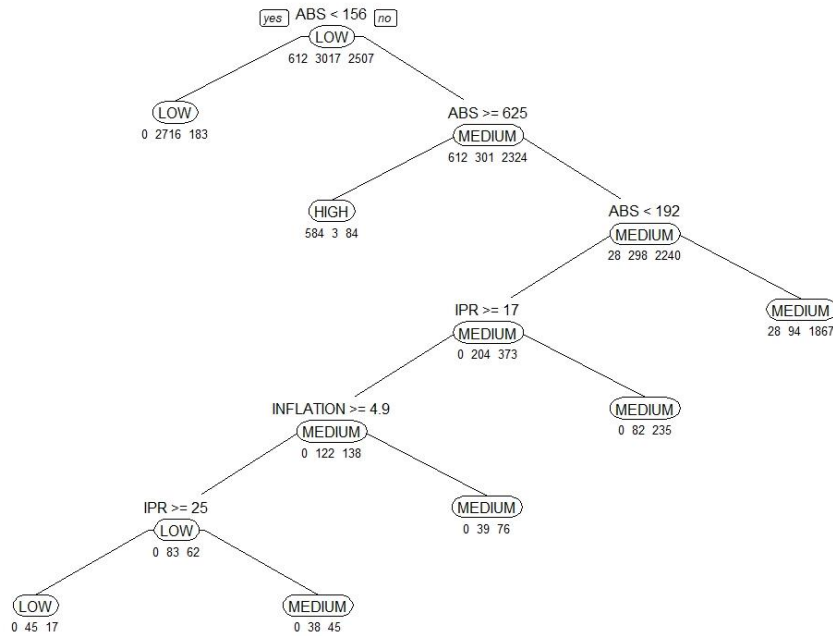 yes ABS < 156 no
LOW
612 3017 2507
LOW
0 2716 183
ABS >= 625
MEDIUM
612 301 2324
HIGH
584 3 84
ABS < 192
MEDIUM
28 298 2240
IPR >= 17
MEDIUM
0 204 373
MEDIUM
28 94 1867
INFLATION >= 4.9
MEDIUM
0 122 138
MEDIUM
0 82 235
IPR >= 25
LOW
0 83 62
MEDIUM
0 39 76
LOW
0 45 17
MEDIUM
0 38 45